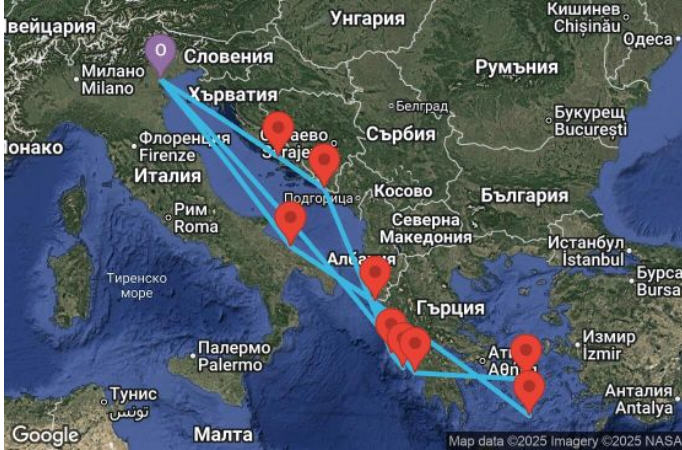 вейцария
Унгария
Кишинев
Chișinău
Одеса
O
Словения
Милано
Milano
Румъния
Хърватия
Белград
Букурещ
București
онако
Флоренция
Firenze
Сърбия
Италия
Подгорица
Косово
България
Рим
Roma
Северна
Македония
Истанбул
İstanbul
Бурса
Bursa
Тиренско
море
Гърция
Палермо
Palermo
Измир
İzmir
Тунис
تونس
Анталия
Antalya
Малта
Google
Map data ©2025 Imagery ©2025 NASA